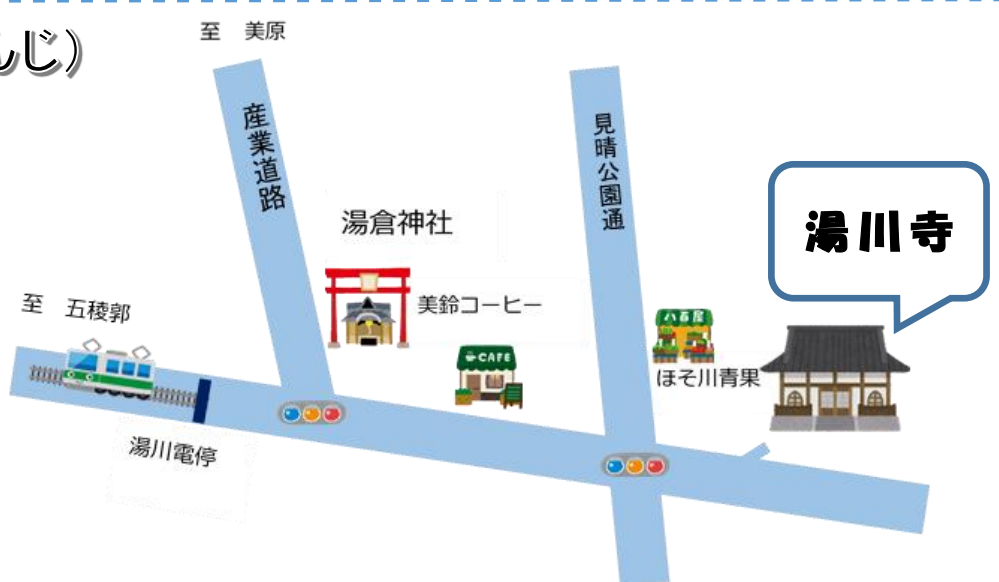 んじ）
至 美原
産業道路
見晴公園通
湯倉神社
湯川寺
美鈴コーヒー
至 五稜郭
八百屋
CAFE
ほそ川青果
湯川電停